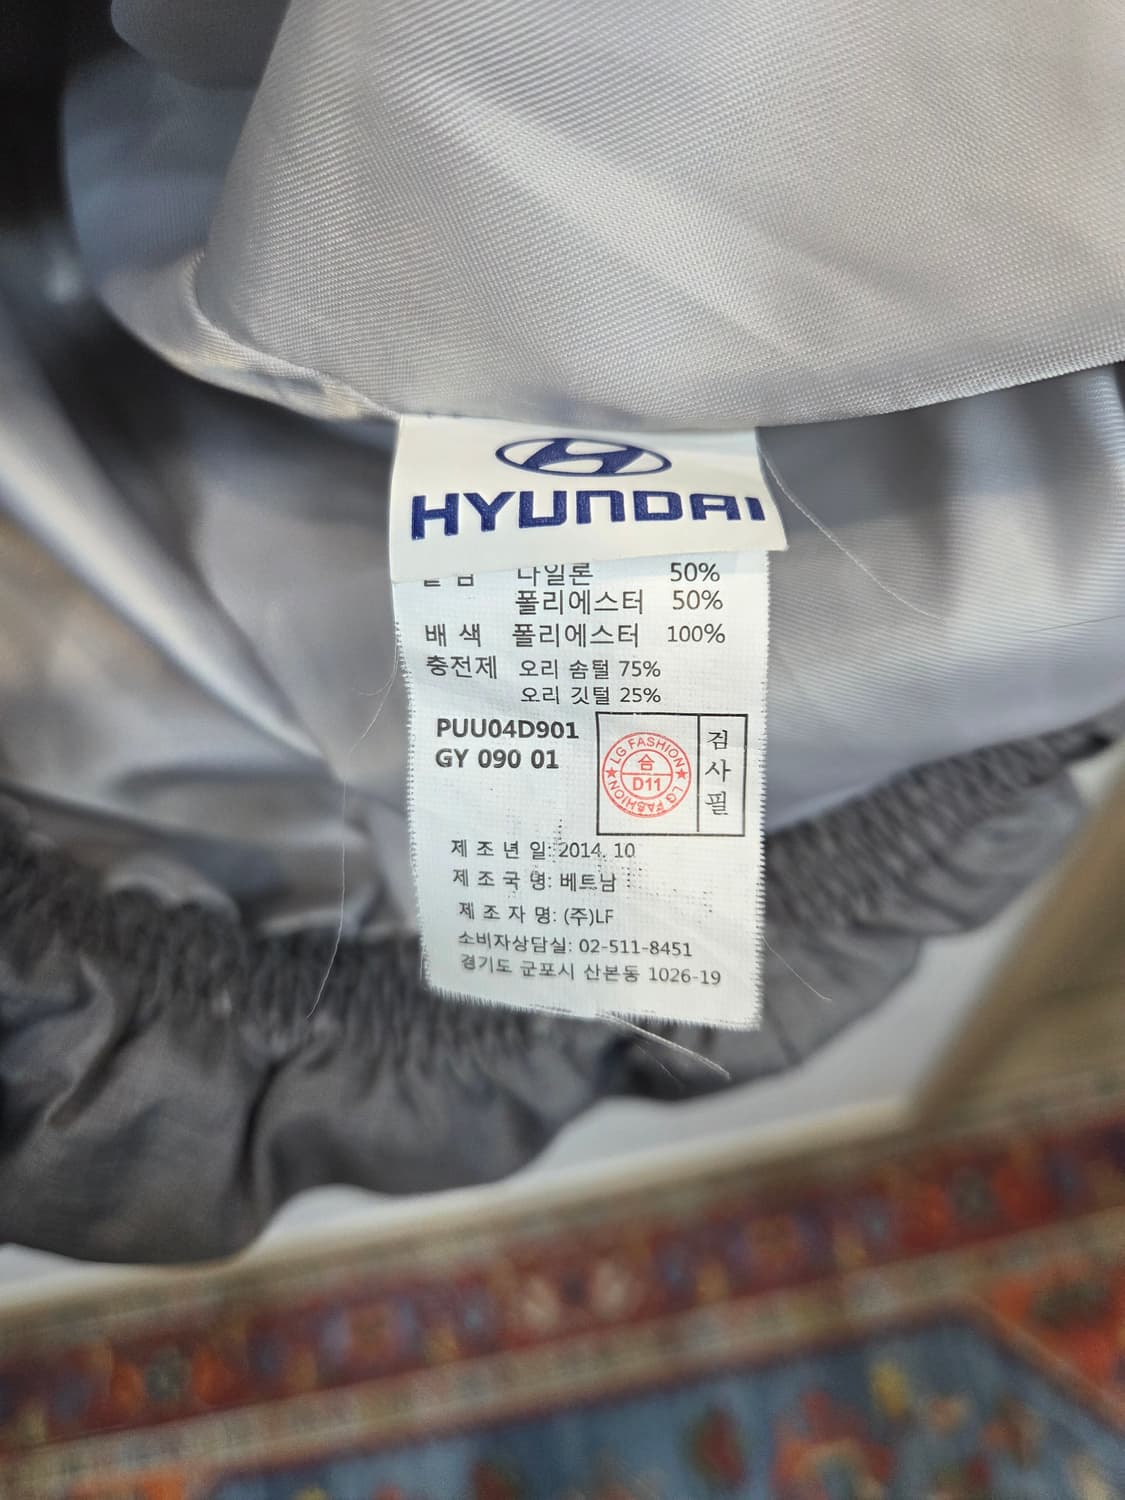 HYUNDAI
나일론 50%
폴리에스터 50%
배 색 폴리에스터 100%
충전제 오리 솜털 75%
오리 깃털 25%
PUU04D901
GY 090 01
LG FASHION
合
D11
LG FASHION
검
사
필
제 조 년 일: 2014. 10
제 조 국 명: 베트남
제 조 자 명: (주)LF
소비자상담실: 02-511-8451
경기도 군포시 산본동 1026-19